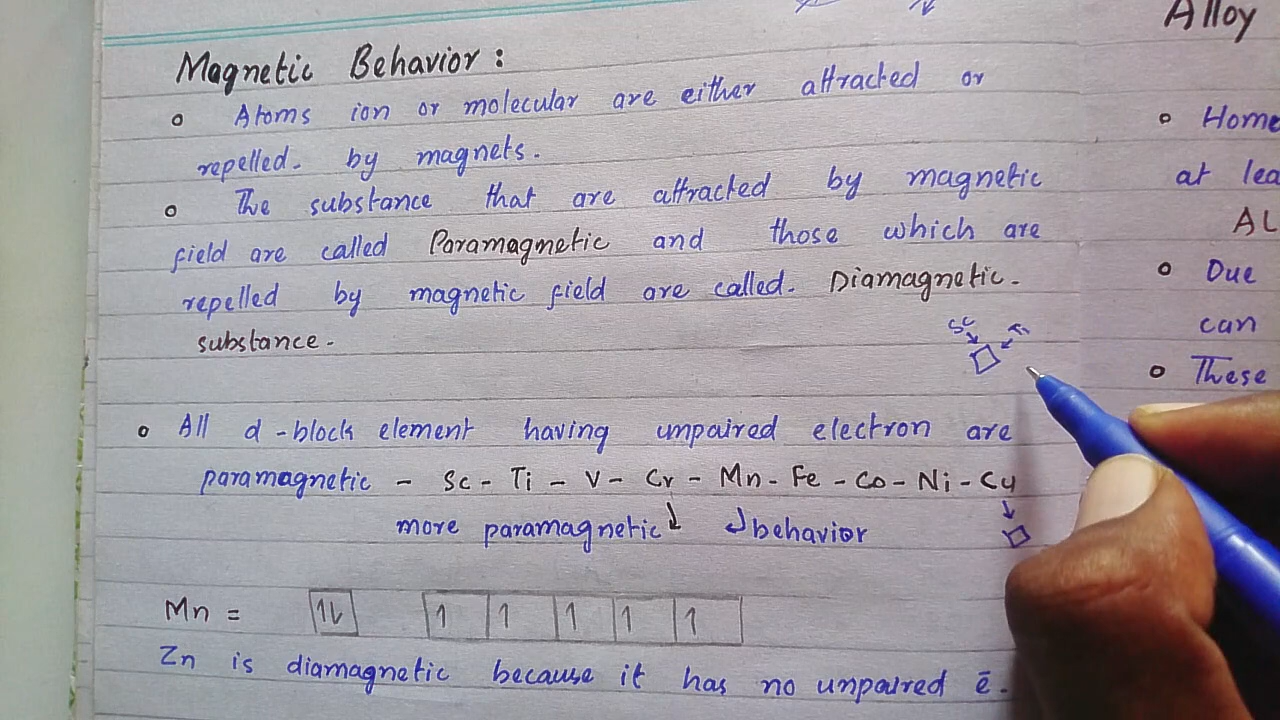 Magnetic Behavior :
Atoms ion or molecular are either attracted or
repelled. by magnets.
The substance that are attracted by magnetic
field are called Paramagnetic and those which are
repelled by magnetic field are called. Diamagnetic.
substance.
Sc Ti
All d-block element having unpaired electron are
paramagnetic - Sc - Ti - V - Cr - Mn - Fe - Co - Ni - Cu
more paramagnetic ↓ ↲ behavior
Mn = 1L 1 1 1 1 1
Zn is diamagnetic because it has no unpaired ē.
Alloy
Home
at lea
AL
Due
can
These